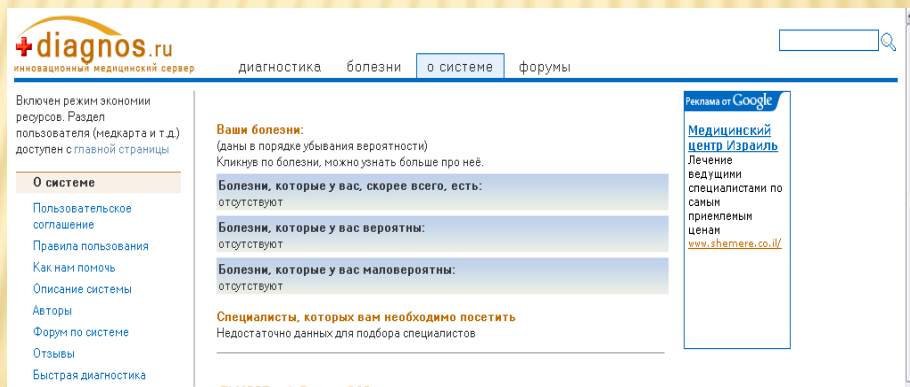 diagnos.ru
инновационный медицинский сервер
диагностика болезни о системе форумы
Включен режим экономии
ресурсов. Раздел
пользователя (медкарта и т.д.)
доступен с главной страницы
О системе
Пользовательское
соглашение
Правила пользования
Как нам помочь
Описание системы
Авторы
Форум по системе
Отзывы
Быстрая диагностика
Ваши болезни:
(даны в порядке убывания вероятности)
Кликнув по болезни, можно узнать больше про неё.
Болезни, которые у вас, скорее всего, есть:
отсутствуют
Болезни, которые у вас вероятны:
отсутствуют
Болезни, которые у вас маловероятны:
отсутствуют
Специалисты, которых вам необходимо посетить
Недостаточно данных для подбора специалистов
Реклама от Google
Медицинский
центр Израиль
Лечение
ведущими
специалистами по
самым
приемлемым
ценам
www.shemere.co.il/